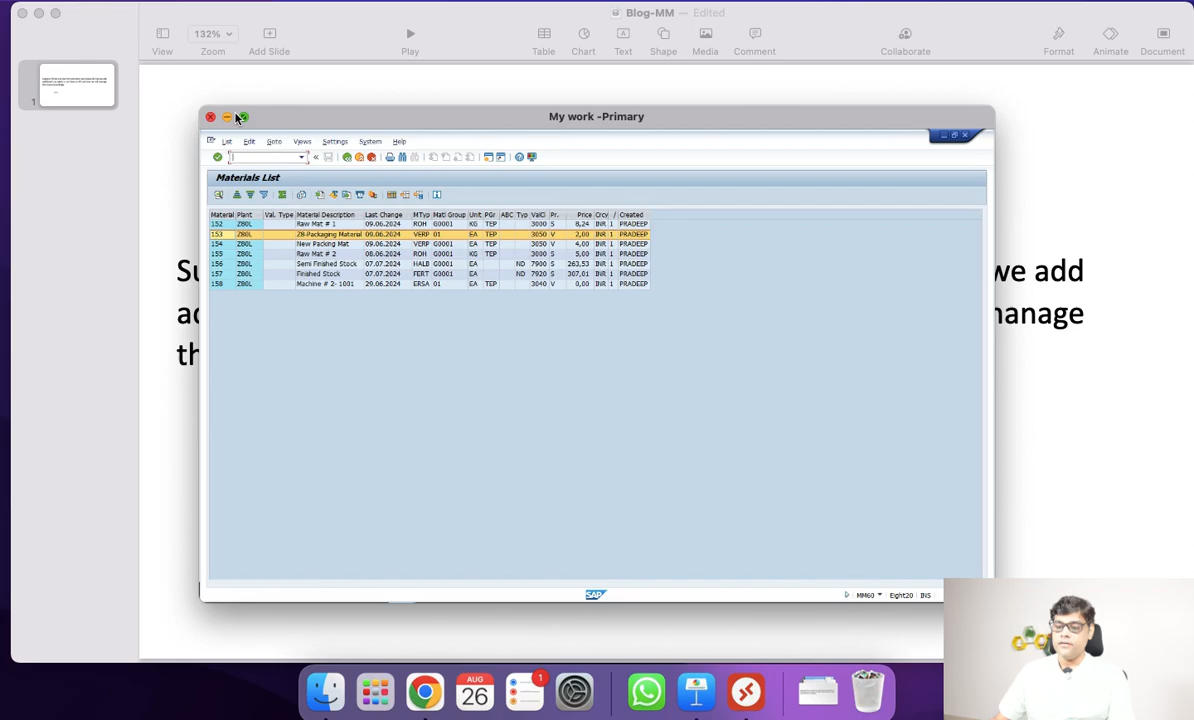 Blog-MM — Edited
132%
View Zoom Add Slide Play Table Chart Text Shape Media Comment Collaborate Format Animate Document
1
My work -Primary
List Edit Goto Views Settings System Help
Materials List
Material Plant Val. Type Material Description Last Change MTyp Matl Group Unit PGr ABC Typ ValCl Pr. Price Crcy / Created
152 Z80L Raw Mat # 1 09.06.2024 ROH G0001 KG TEP 3000 S 8,24 INR 1 PRADEEP
153 Z80L Z8-Packaging Material 09.06.2024 VERP 01 EA TEP 3050 V 2,00 INR 1 PRADEEP
154 Z80L New Packing Mat 09.06.2024 VERP G0001 EA TEP 3050 V 4,00 INR 1 PRADEEP
155 Z80L Raw Mat # 2 08.06.2024 ROH G0001 KG TEP 3000 S 5,00 INR 1 PRADEEP
156 Z80L Semi Finished Stock 07.07.2024 HALB G0001 EA ND 7900 S 263,53 INR 1 PRADEEP
157 Z80L Finished Stock 07.07.2024 FERT G0001 EA ND 7920 S 307,01 INR 1 PRADEEP
158 Z80L Machine # 2- 1001 29.06.2024 ERSA 01 EA TEP 3040 V 0,00 INR 1 PRADEEP
Su we add
ac manage
th
SAP MM60 Eight20 INS
AUG
26
1